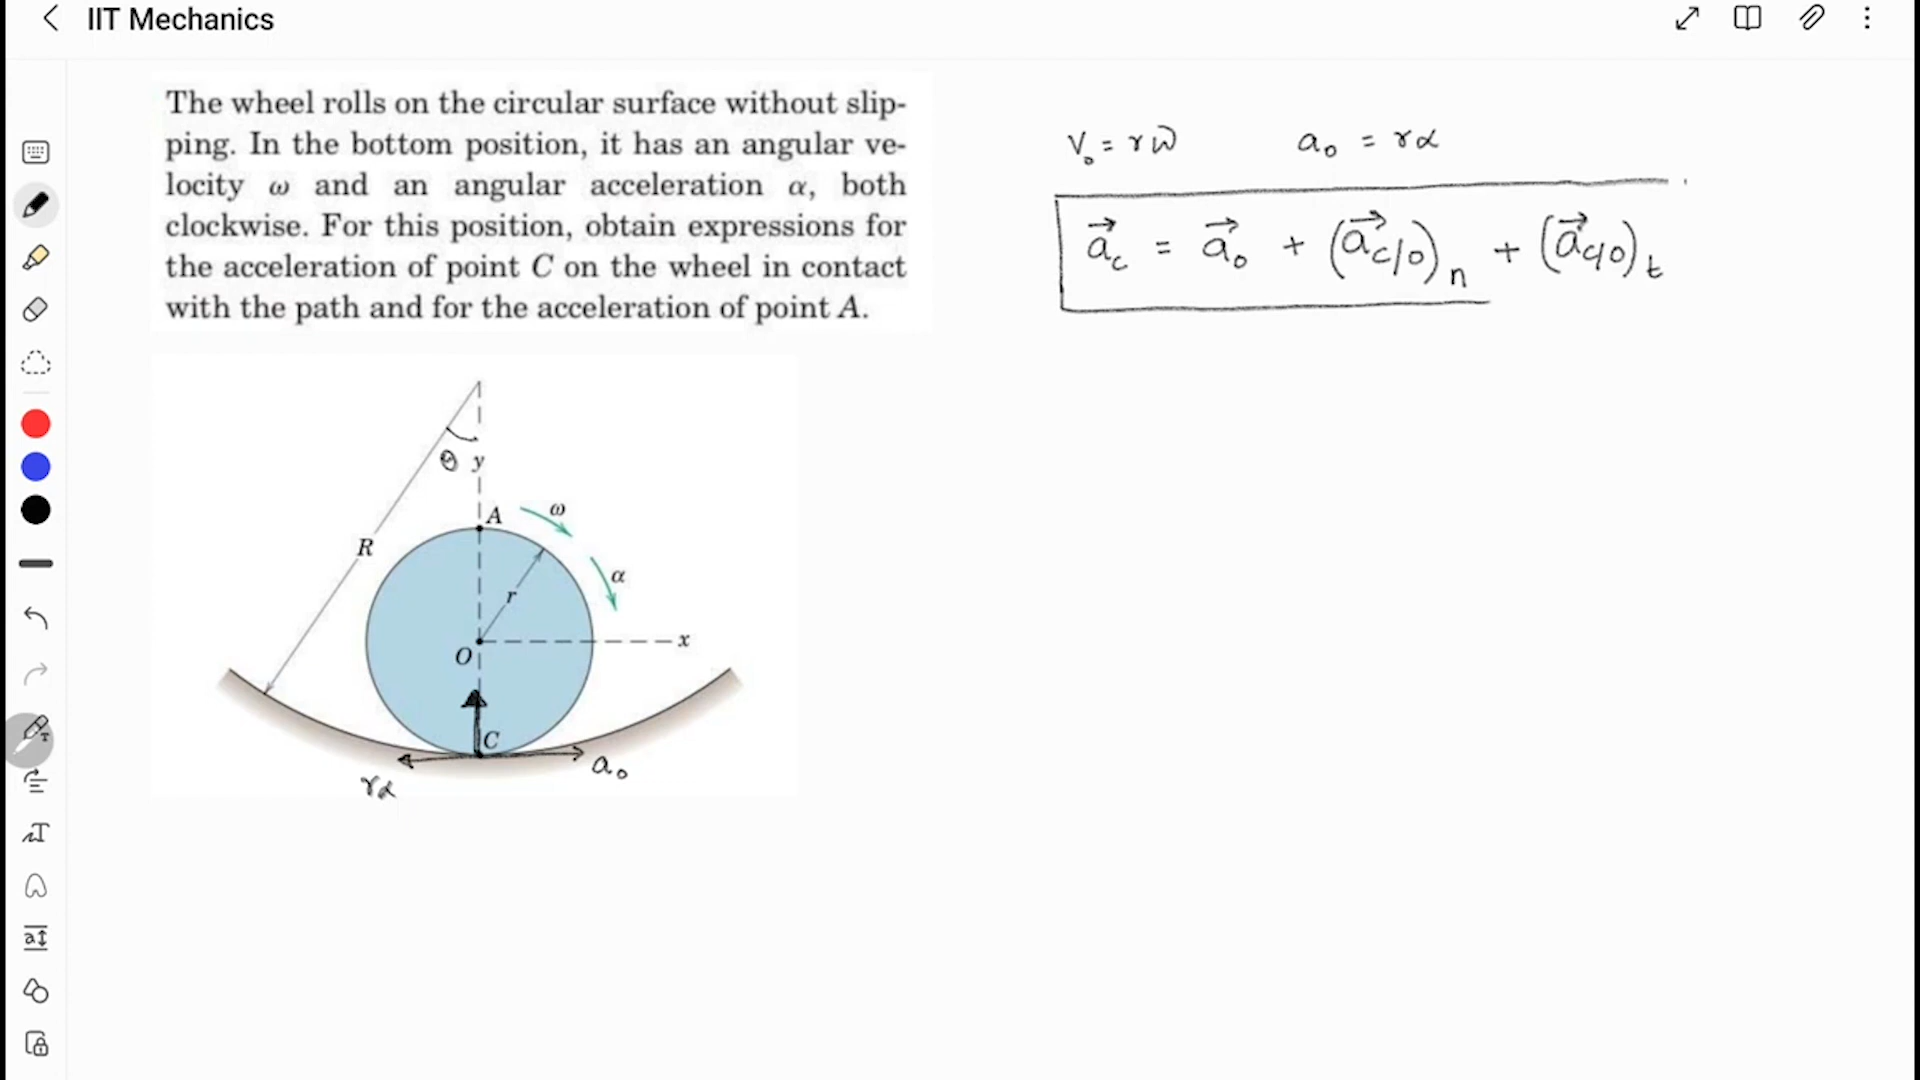 IIT Mechanics
The wheel rolls on the circular surface without slip-
ping. In the bottom position, it has an angular ve-
locity ω and an angular acceleration α, both
clockwise. For this position, obtain expressions for
the acceleration of point C on the wheel in contact
with the path and for the acceleration of point A.
v₀ = rω a₀ = rα
a⃗c = a⃗₀ + (a⃗c/o)n + (a⃗c/o)t
θ y
A ω
R
α
r
O x
C
a₀
rα
T
T
a